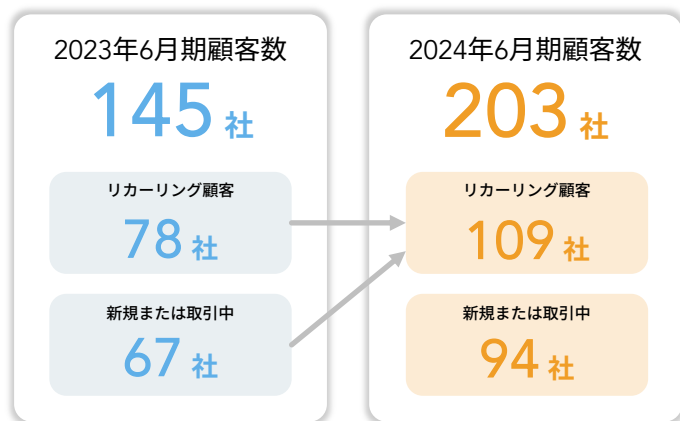 2023年6月期顧客数
145 社
リカーリング顧客
78 社
新規または取引中
67 社
2024年6月期顧客数
203 社
リカーリング顧客
109 社
新規または取引中
94 社